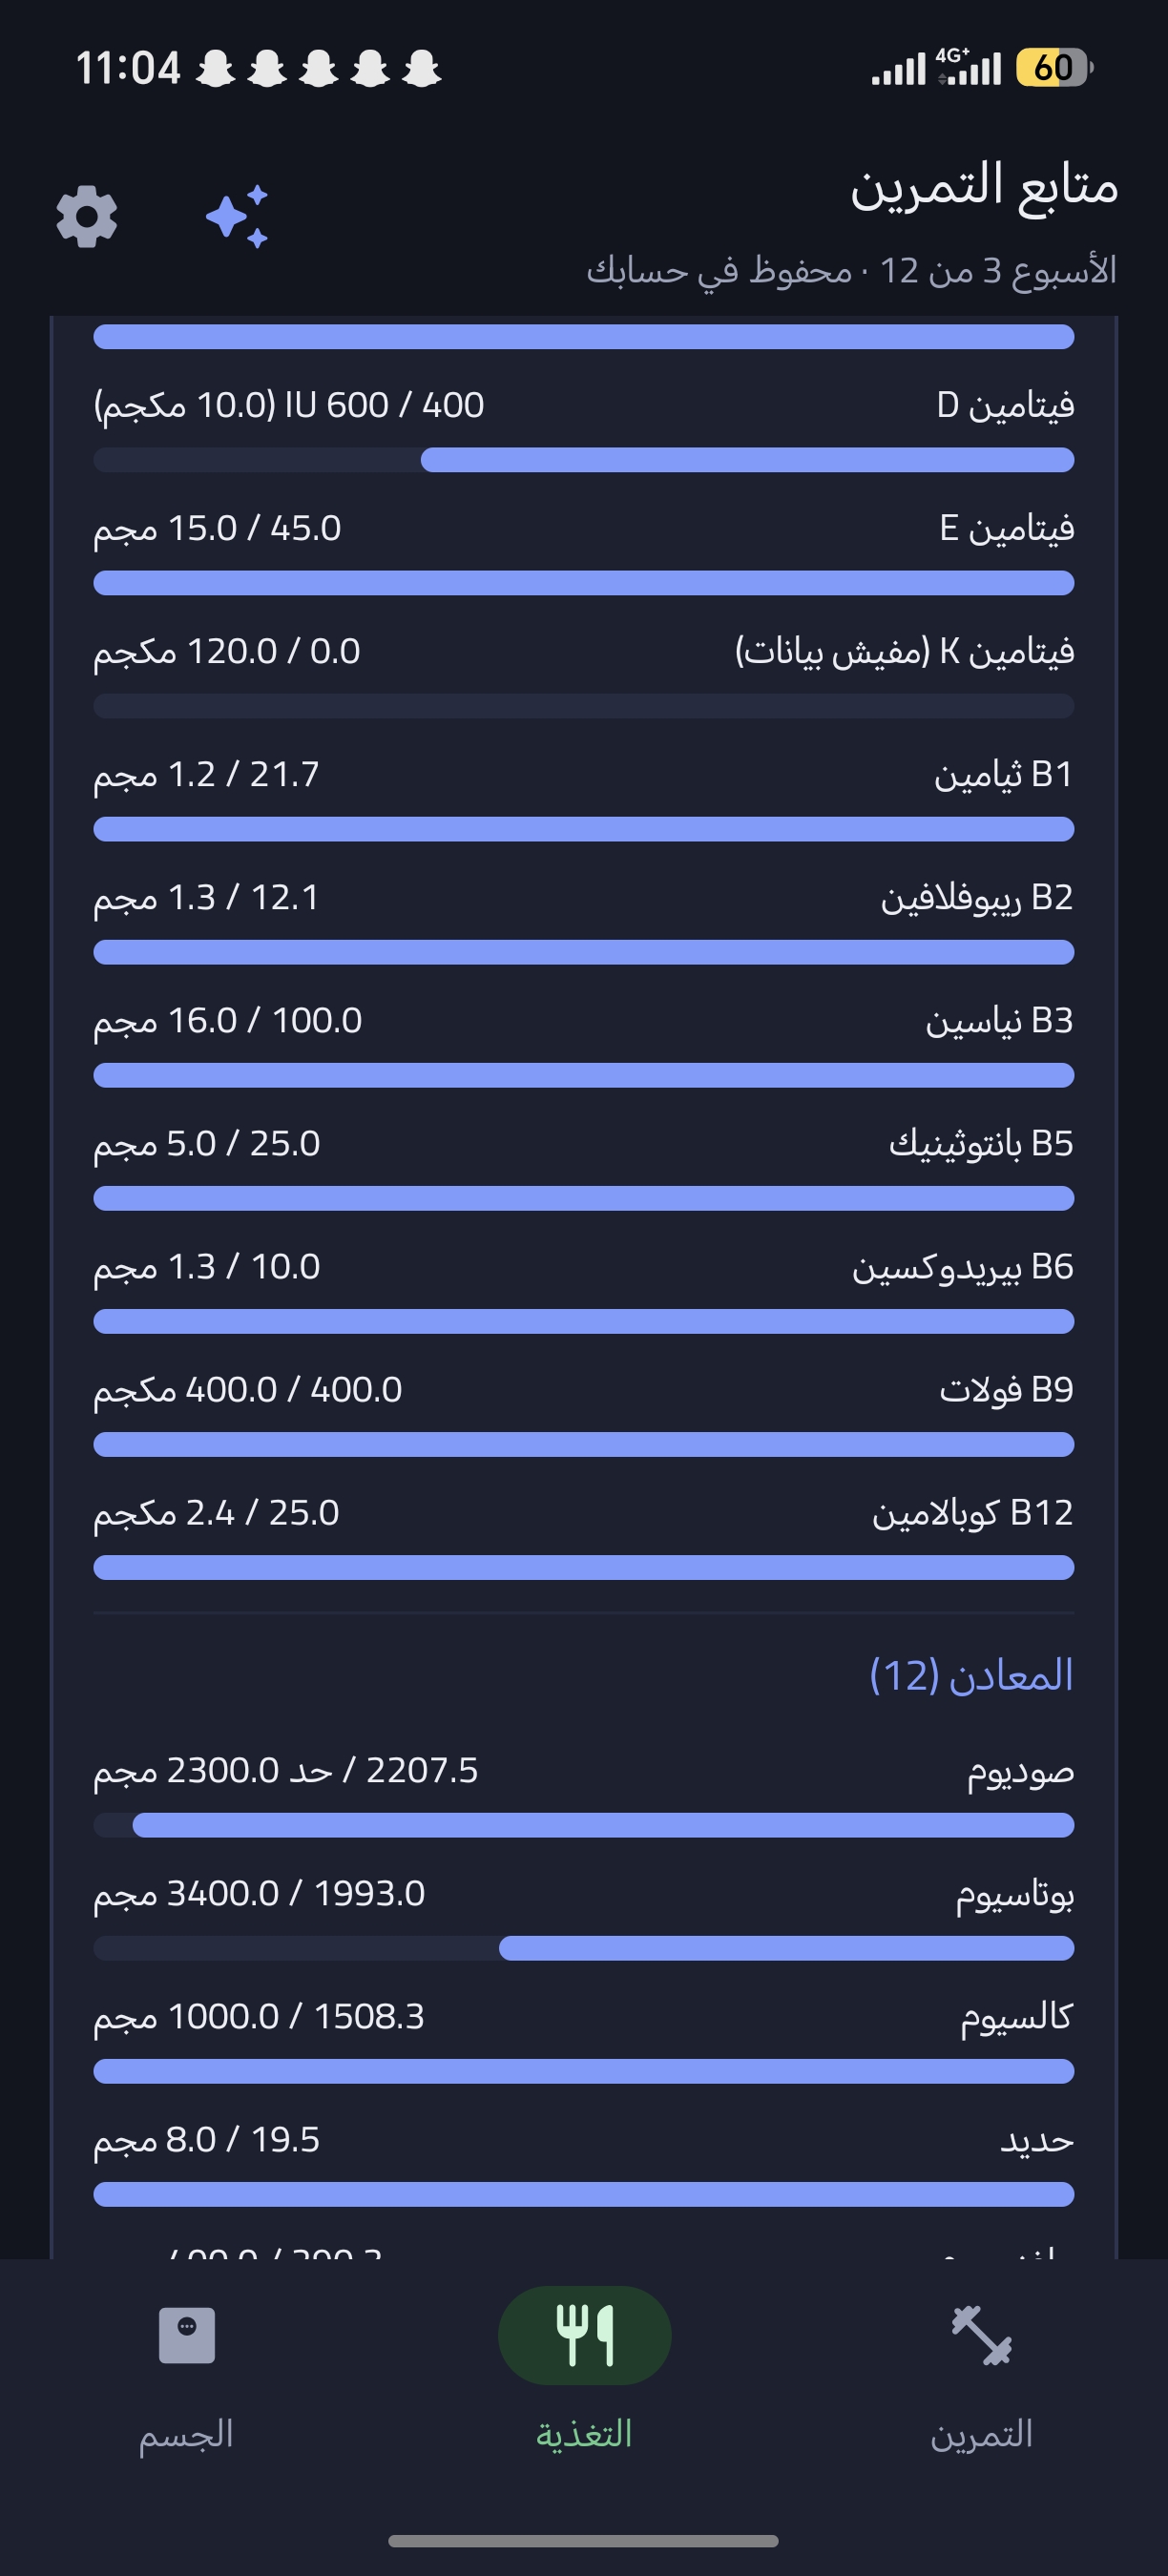 11:04
4G+
60
متابع التمرين
الأسبوع 3 من 12 · محفوظ في حسابك
فيتامين D
400 / 600 IU (10.0 مكجم)
فيتامين E
45.0 / 15.0 مجم
فيتامين K (مفيش بيانات)
0.0 / 120.0 مكجم
B1 ثيامين
21.7 / 1.2 مجم
B2 ريبوفلافين
12.1 / 1.3 مجم
B3 نياسين
100.0 / 16.0 مجم
B5 بانتوثينيك
25.0 / 5.0 مجم
B6 بيريدوكسين
10.0 / 1.3 مجم
B9 فولات
400.0 / 400.0 مكجم
B12 كوبالامين
25.0 / 2.4 مكجم
المعادن (12)
صوديوم
2207.5 / حد 2300.0 مجم
بوتاسيوم
1993.0 / 3400.0 مجم
كالسيوم
1508.3 / 1000.0 مجم
حديد
19.5 / 8.0 مجم
التمرين
التغذية
الجسم